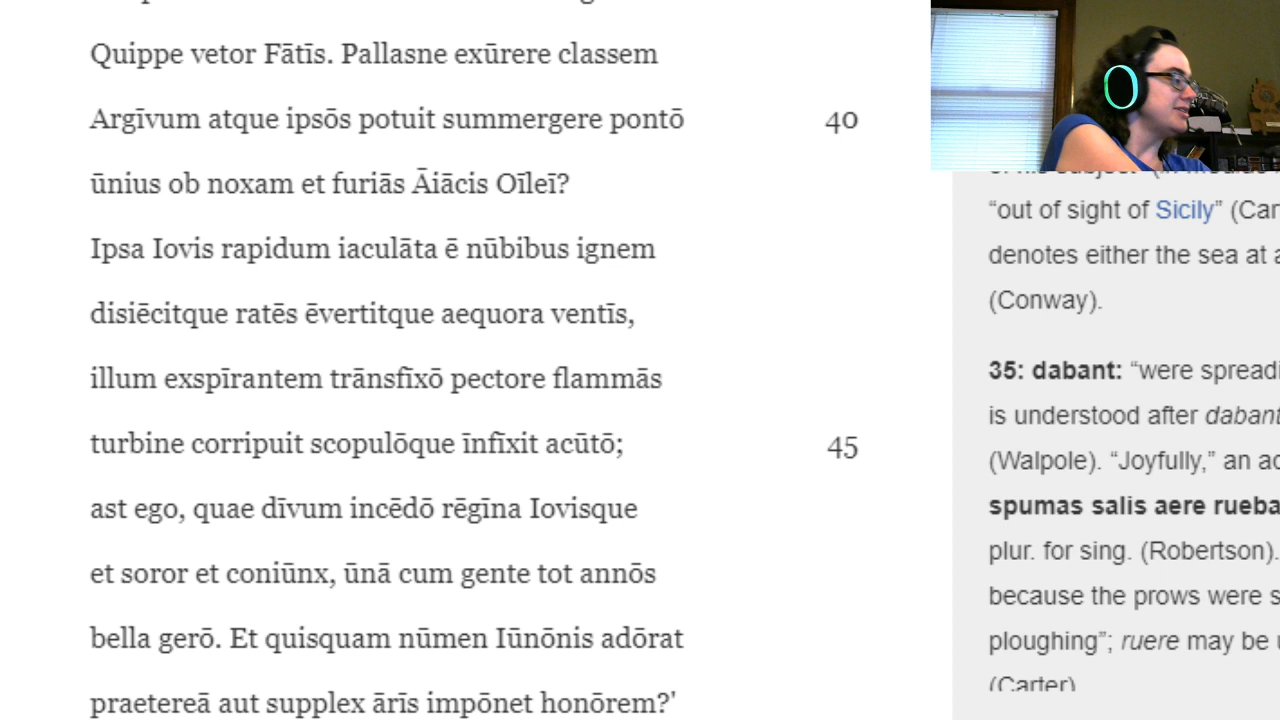 Quippe vetor Fātīs. Pallasne exūrere classem
Argīvum atque ipsōs potuit summergere pontō 40
ūnius ob noxam et furiās Āiācis Oīleī?
Ipsa Iovis rapidum iaculāta ē nūbibus ignem
disiēcitque ratēs ēvertitque aequora ventīs,
illum exspīrantem trānsfīxō pectore flammās
turbine corripuit scopulōque īnfīxit acūtō; 45
ast ego, quae dīvum incēdō rēgīna Iovisque
et soror et coniūnx, ūnā cum gente tot annōs
bella gerō. Et quisquam nūmen Iūnōnis adōrat
praetereā aut supplex ārīs impōnet honōrem?'
“out of sight of Sicily” (Car
denotes either the sea at a
(Conway).
35: dabant: “were spreadi
is understood after dabant
(Walpole). “Joyfully,” an ad
spumas salis aere rueba
plur. for sing. (Robertson).
because the prows were s
ploughing”; ruere may be u
(Carter)